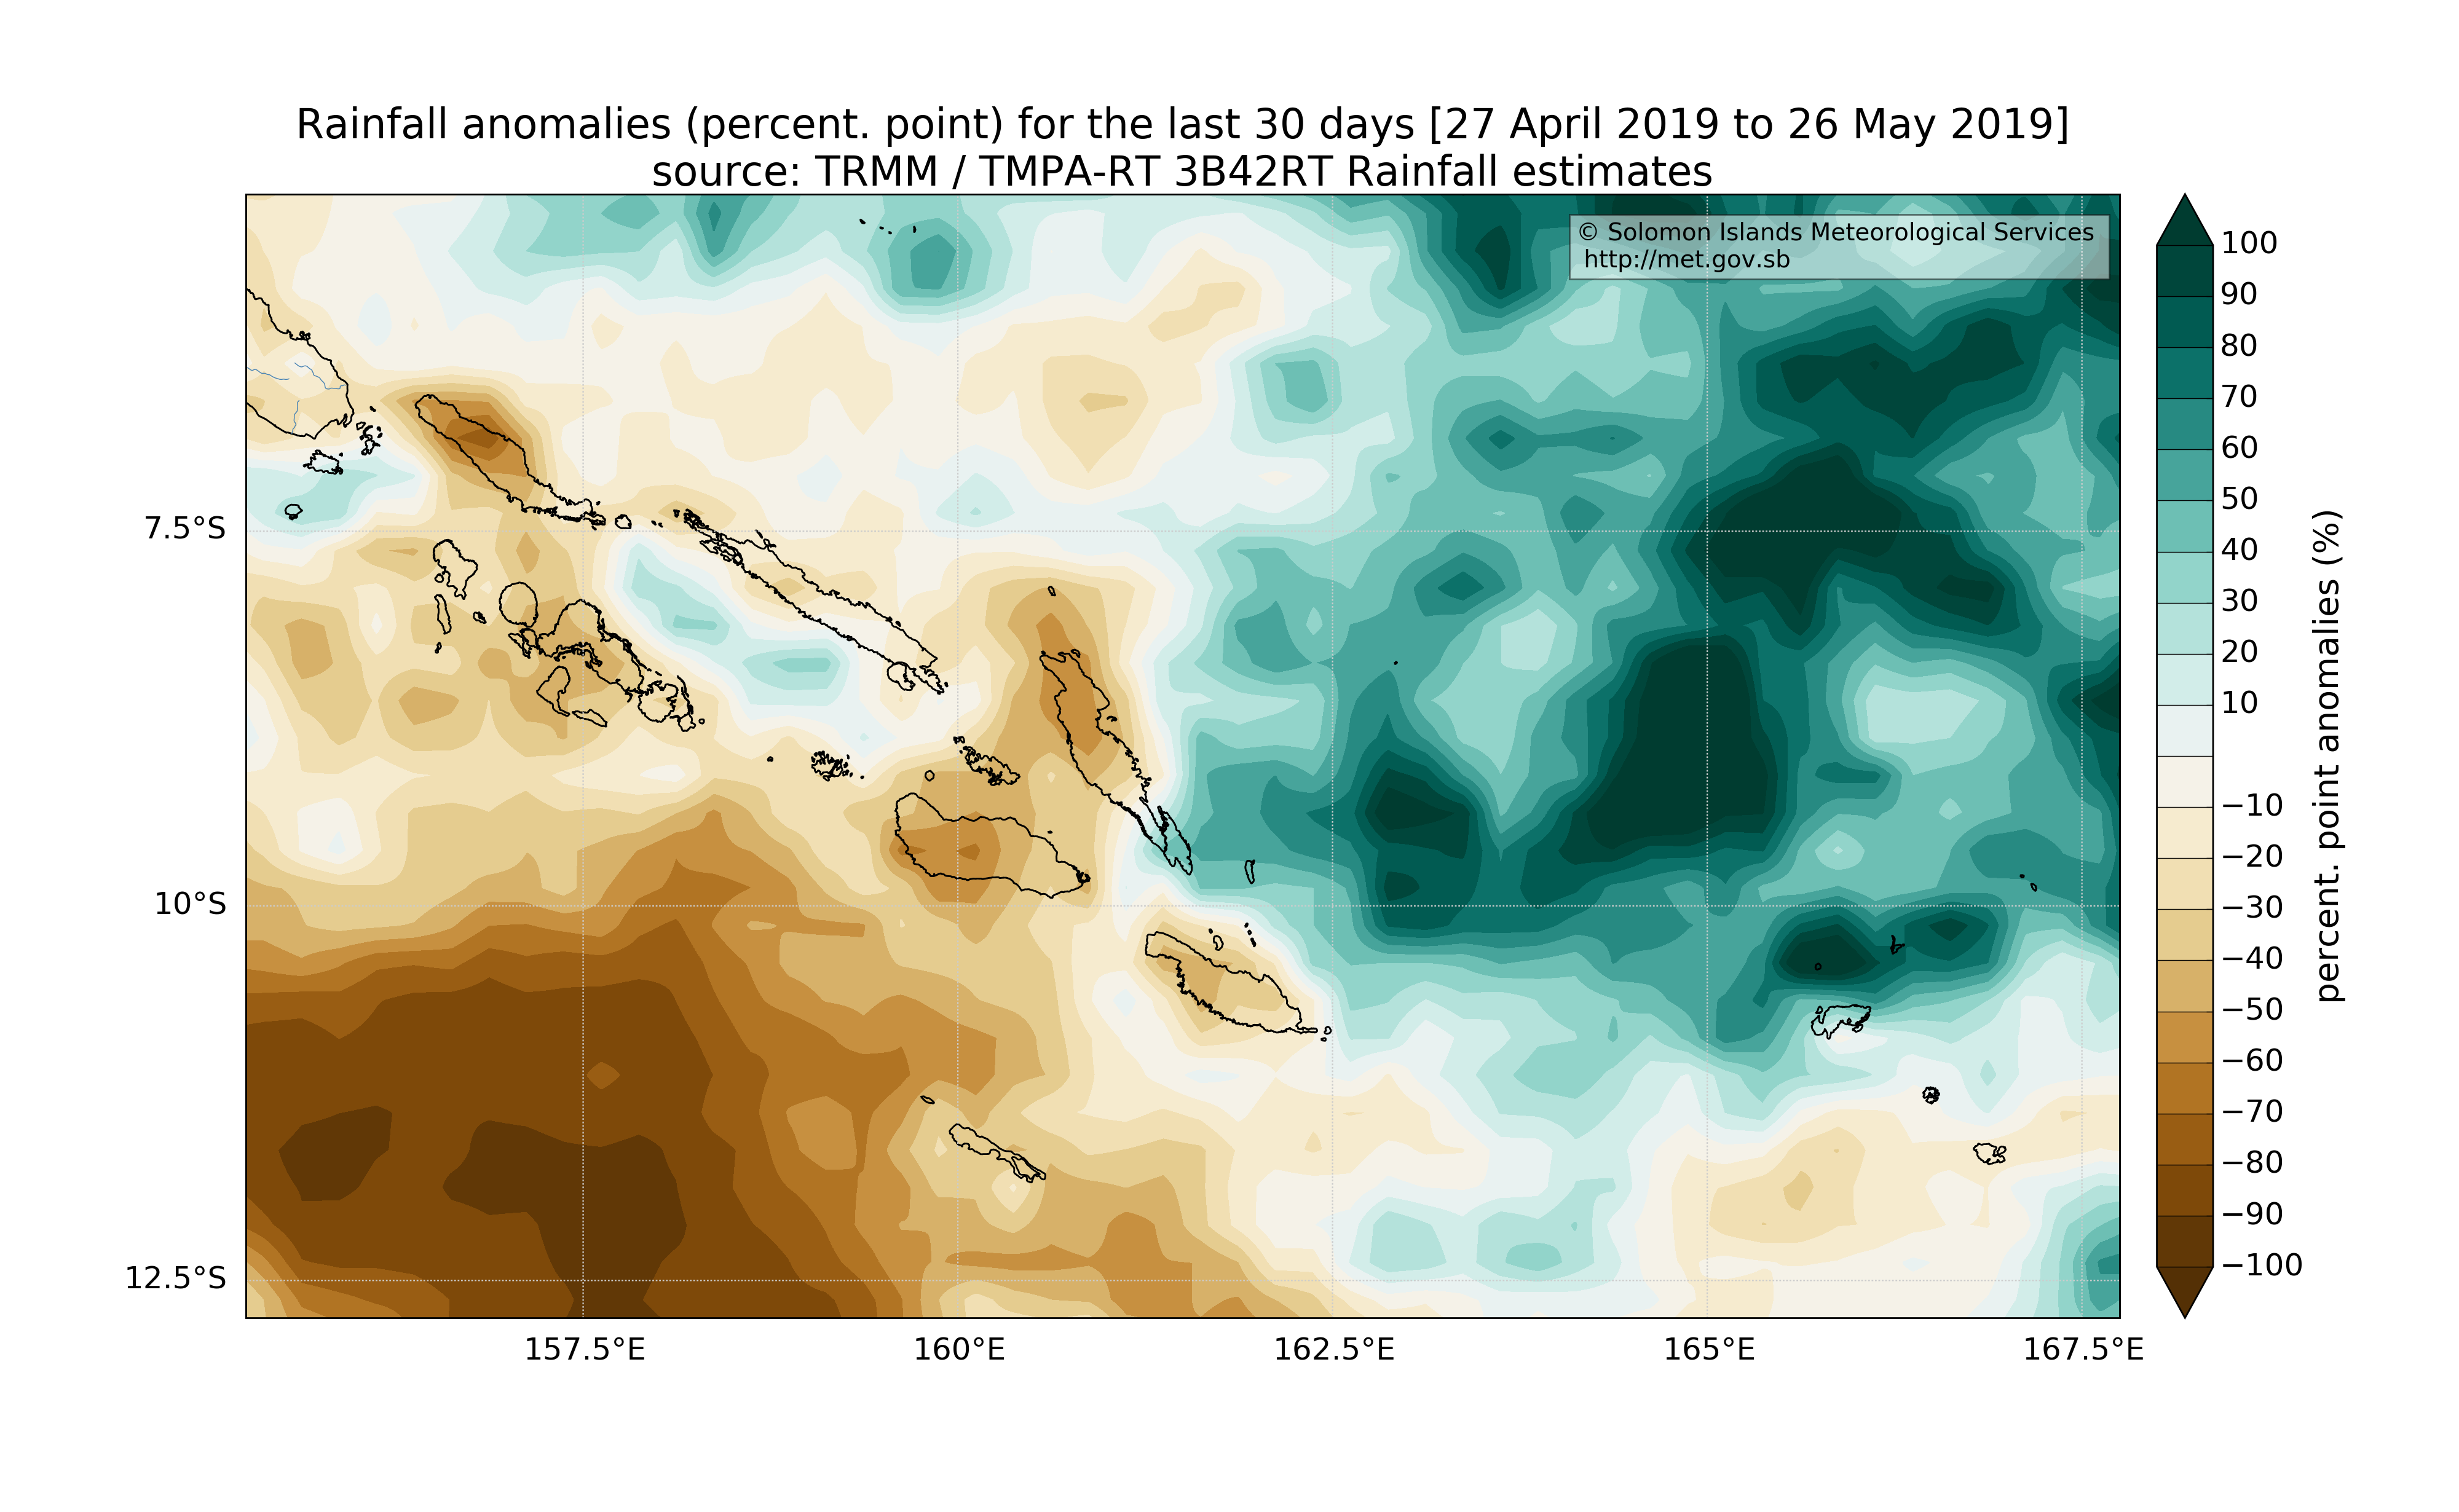 Rainfall anomalies (percent. point) for the last 30 days [27 April 2019 to 26 May 2019]
source: TRMM / TMPA-RT 3B42RT Rainfall estimates
© Solomon Islands Meteorological Services
http://met.gov.sb
7.5°S
10°S
12.5°S
157.5°E
160°E
162.5°E
165°E
167.5°E
100
90
80
70
60
50
40
30
20
10
−10
−20
−30
−40
−50
−60
−70
−80
−90
−100
percent. point anomalies (%)